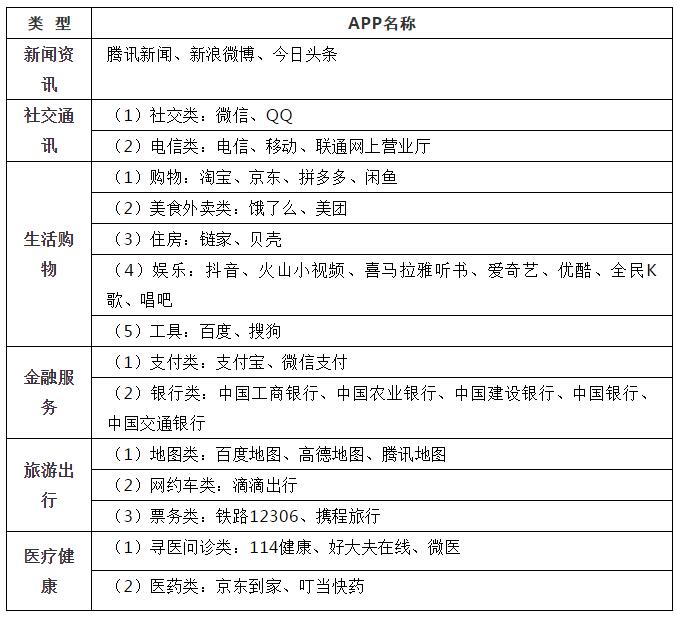 类 型 APP名称
新闻资
讯
腾讯新闻、新浪微博、今日头条
社交通
讯
（1）社交类：微信、QQ
（2）电信类：电信、移动、联通网上营业厅
生活购
物
（1）购物：淘宝、京东、拼多多、闲鱼
（2）美食外卖类：饿了么、美团
（3）住房：链家、贝壳
（4）娱乐：抖音、火山小视频、喜马拉雅听书、爱奇艺、优酷、全民K
歌、唱吧
（5）工具：百度、搜狗
金融服
务
（1）支付类：支付宝、微信支付
（2）银行类：中国工商银行、中国农业银行、中国建设银行、中国银行、
中国交通银行
旅游出
行
（1）地图类：百度地图、高德地图、腾讯地图
（2）网约车类：滴滴出行
（3）票务类：铁路12306、携程旅行
医疗健
康
（1）寻医问诊类：114健康、好大夫在线、微医
（2）医药类：京东到家、叮当快药